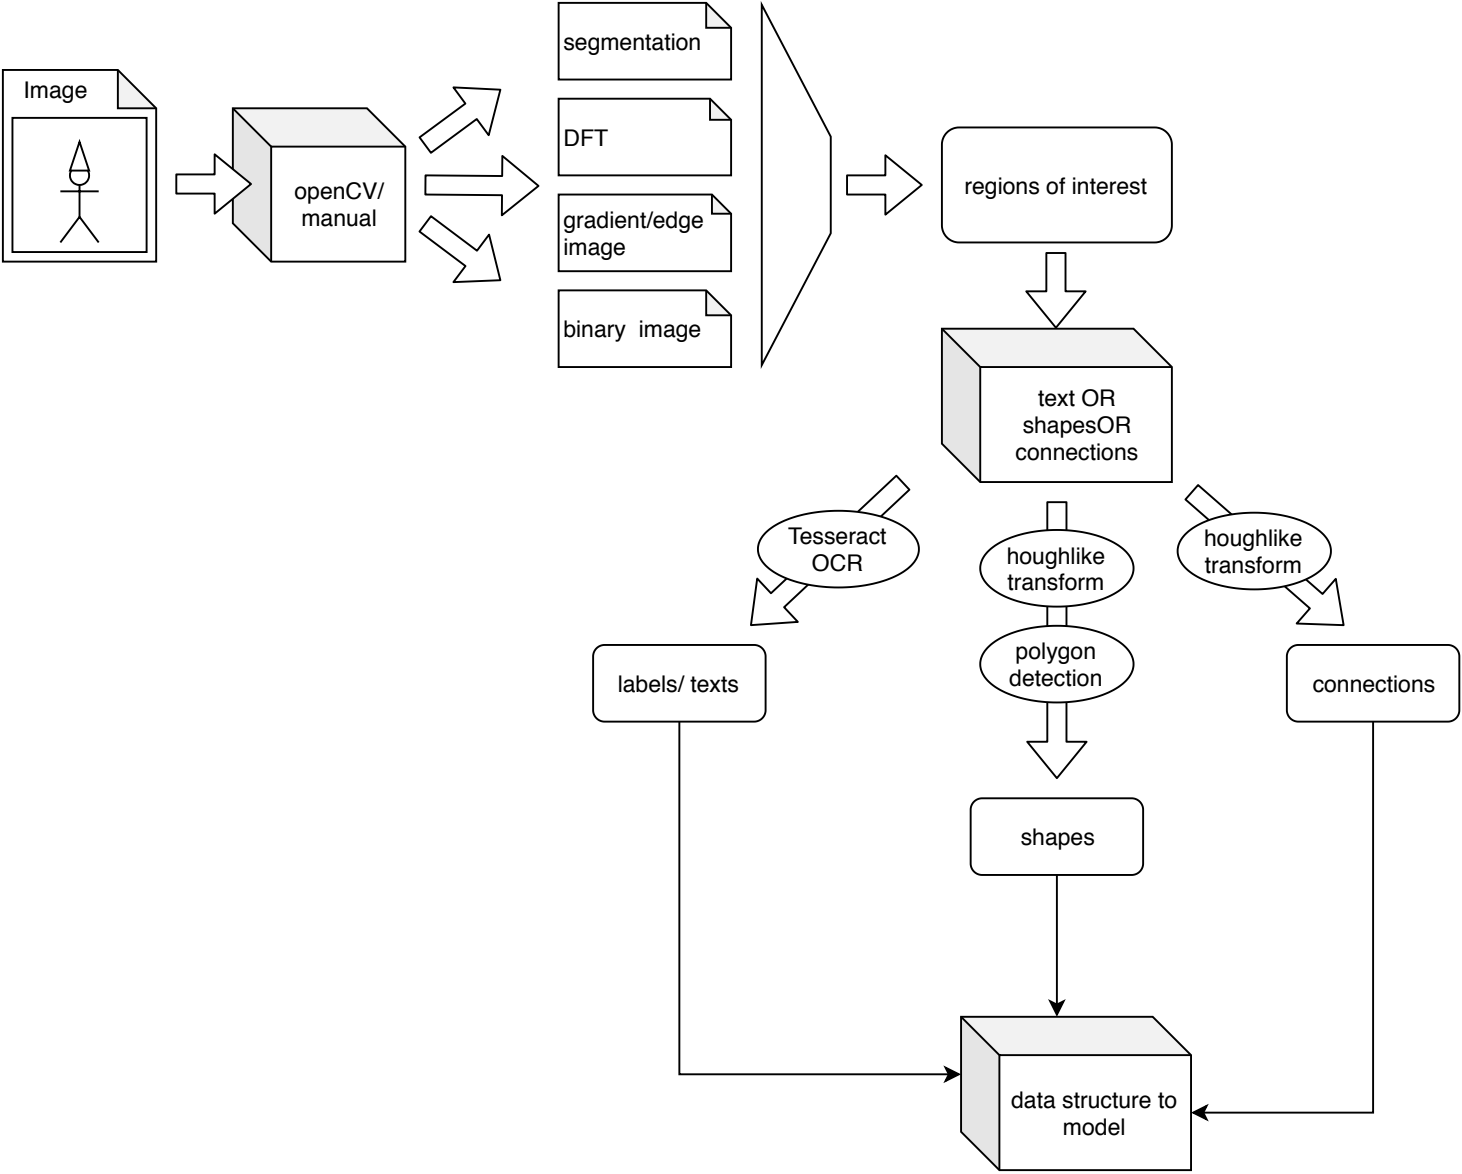 Image
openCV/
manual
segmentation
DFT
gradient/edge
image
binary  image
regions of interest
text OR
shapesOR
connections
Tesseract
OCR
houghlike
transform
polygon
detection
houghlike
transform
labels/ texts
connections
shapes
data structure to
model